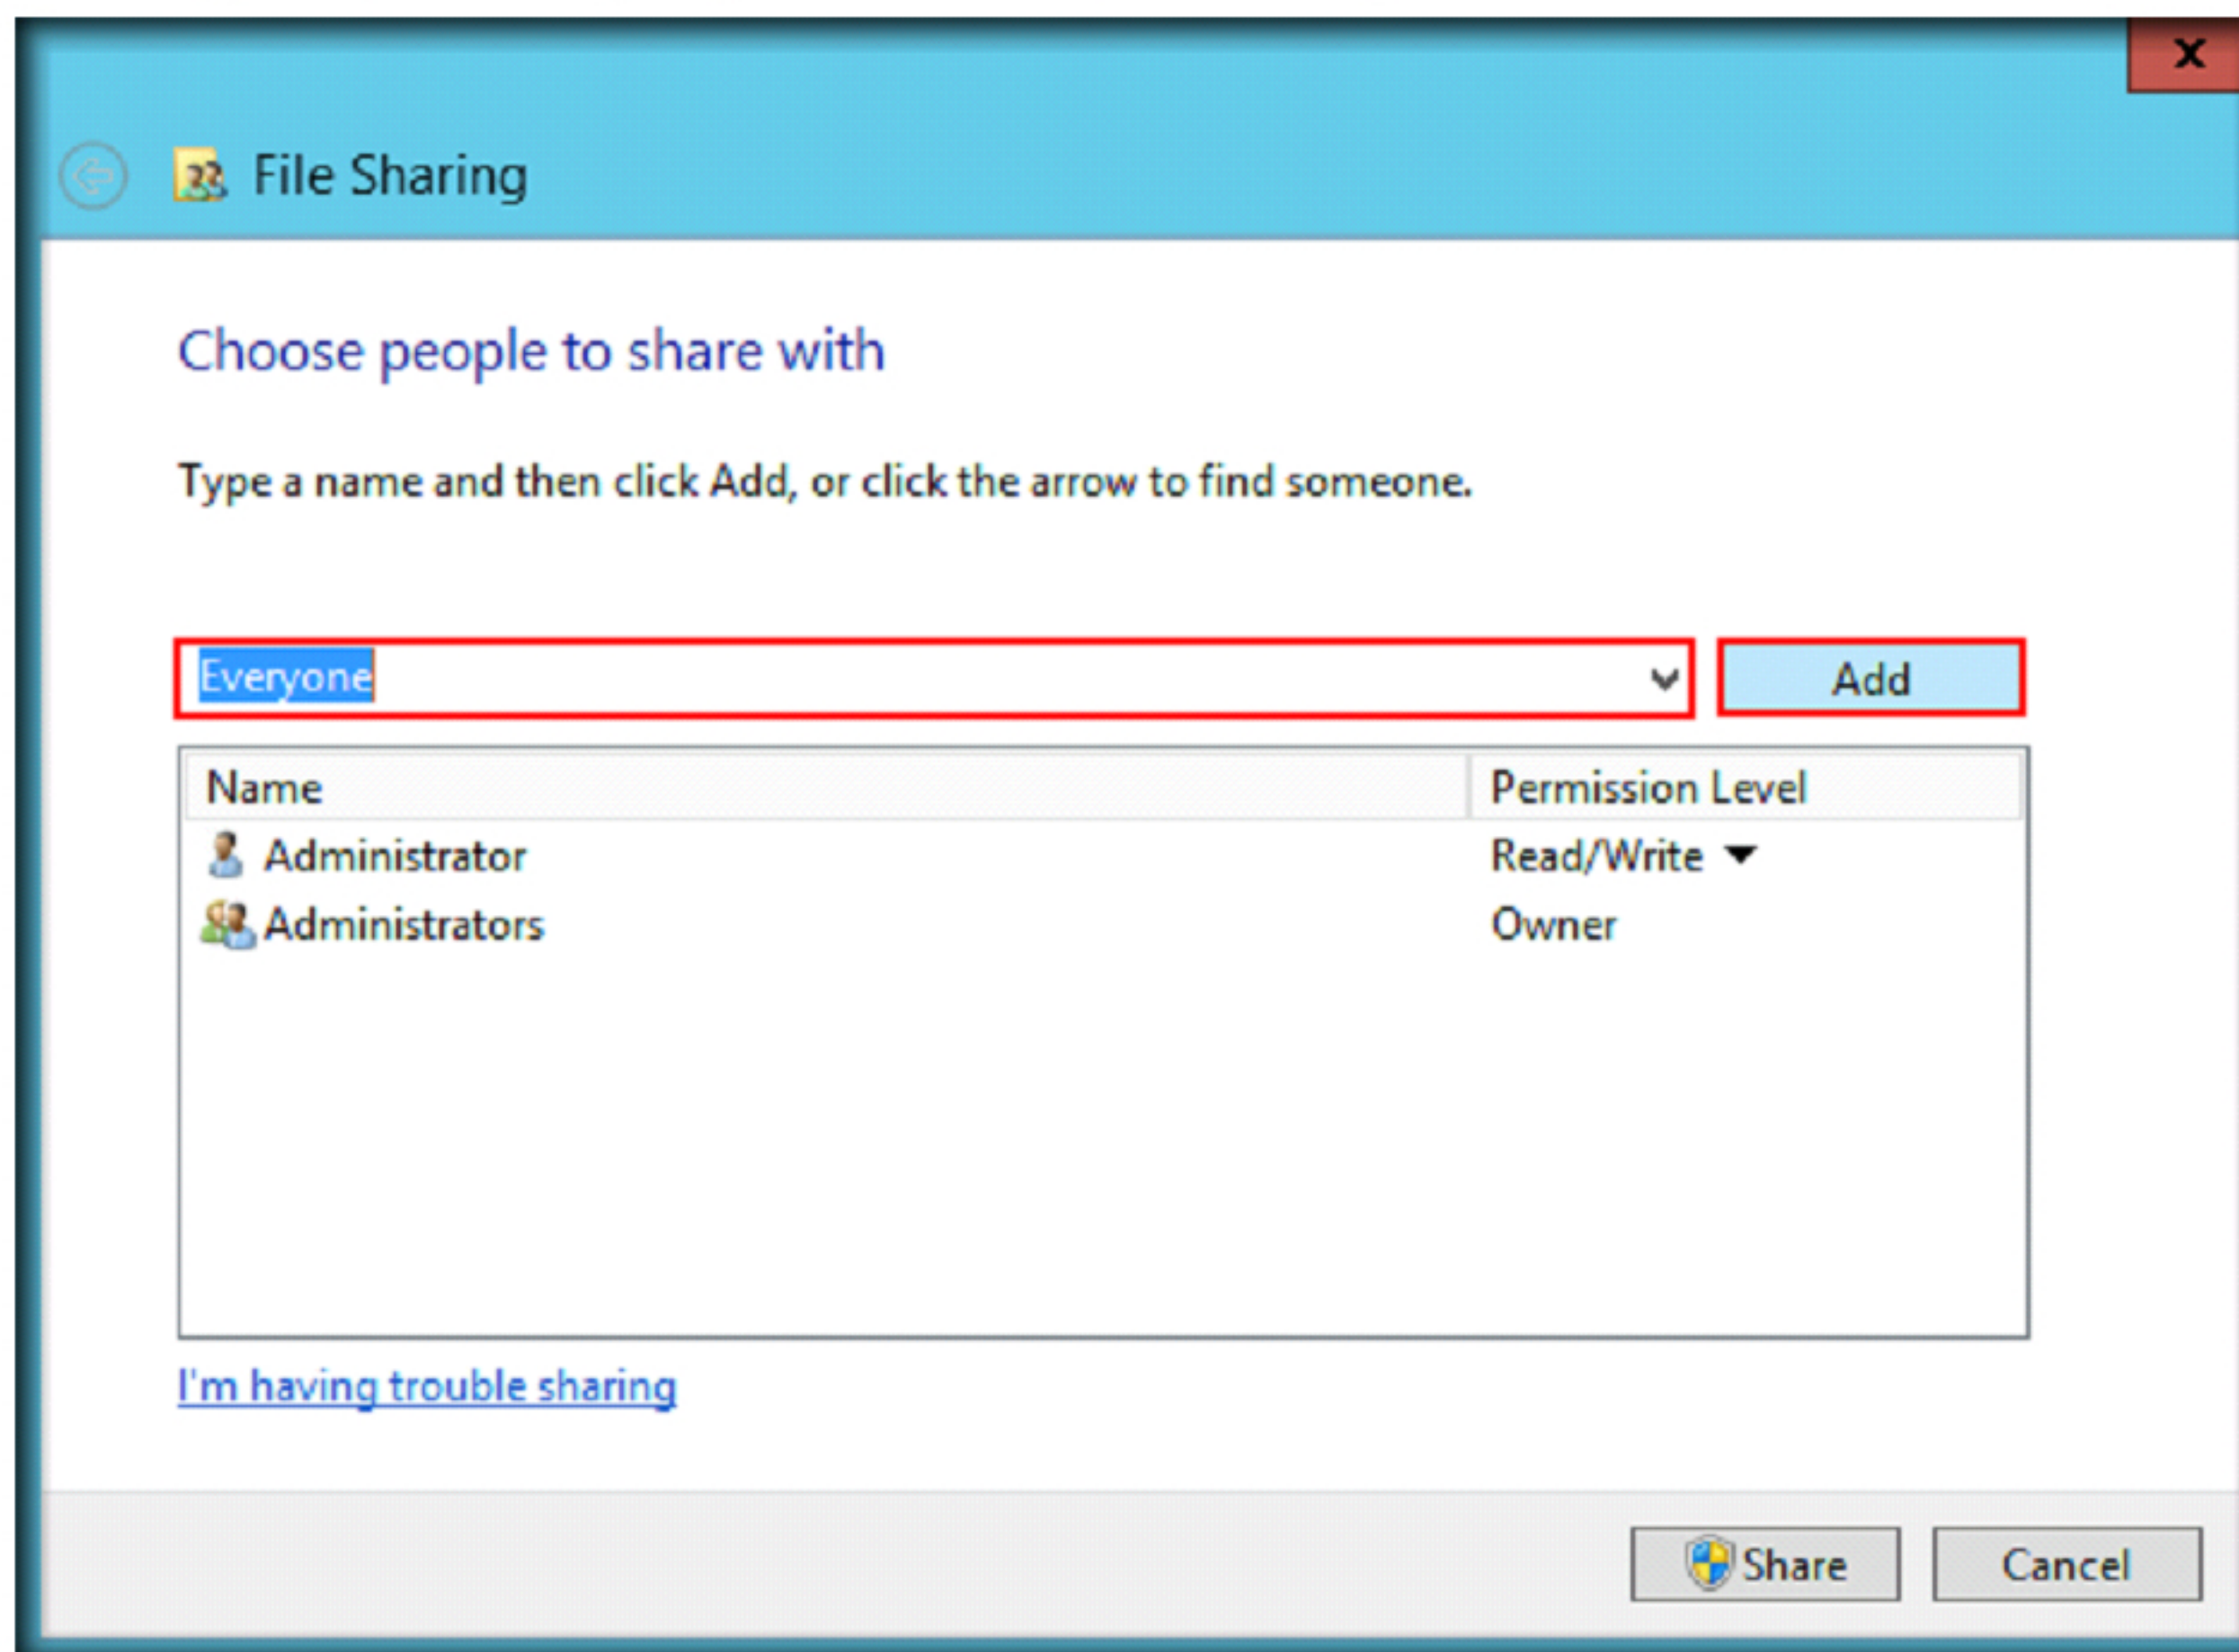 x
File Sharing
Choose people to share with
Type a name and then click Add, or click the arrow to find someone.
Everyone Add
Name Permission Level
Administrator Read/Write
Administrators Owner
I'm having trouble sharing
Share Cancel